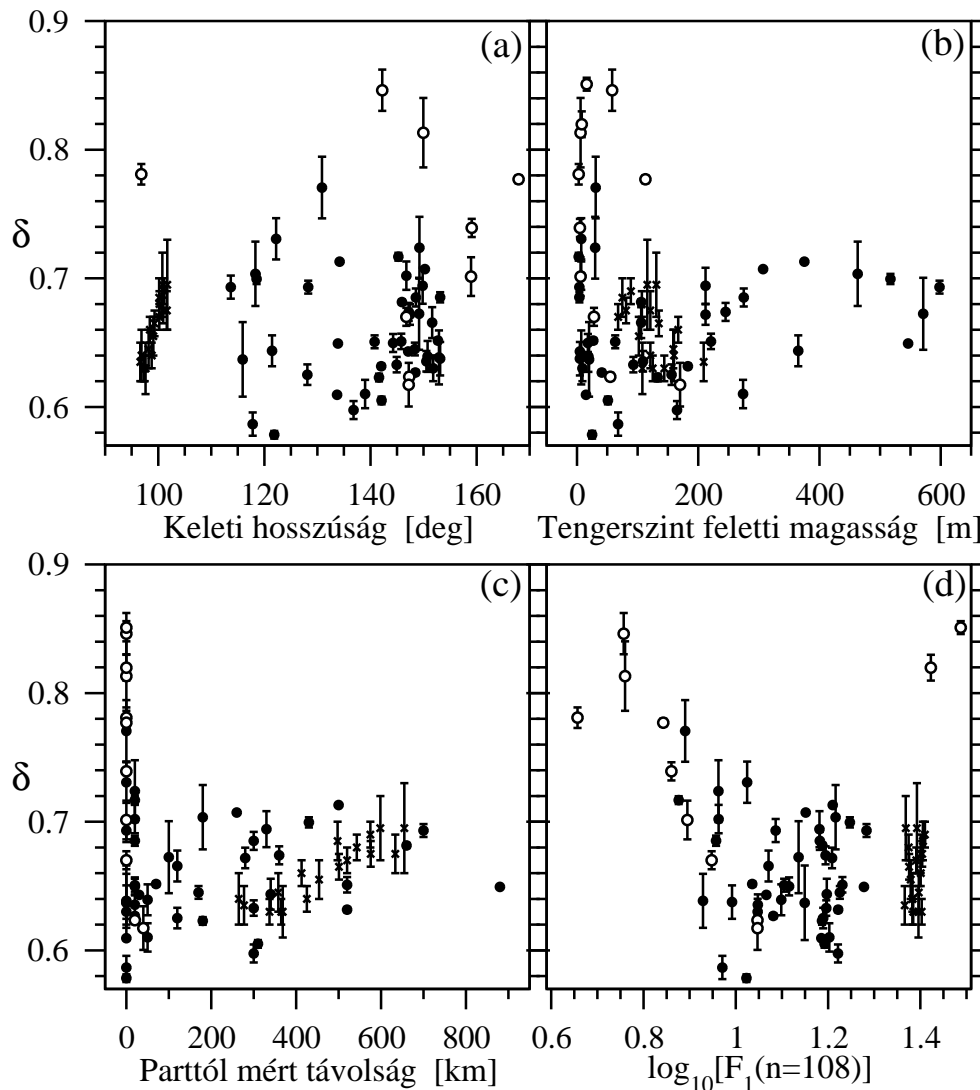 0.9
(a)
(b)
0.8
δ
0.7
0.6
100
120
140
160
0
200
400
600
Keleti hosszúság [deg]
Tengerszint feletti magasság [m]
0.9
(c)
(d)
0.8
δ
0.7
0.6
0
200
400
600
800
0.6
0.8
1
1.2
1.4
Parttól mért távolság [km]
log10[F1(n=108)]